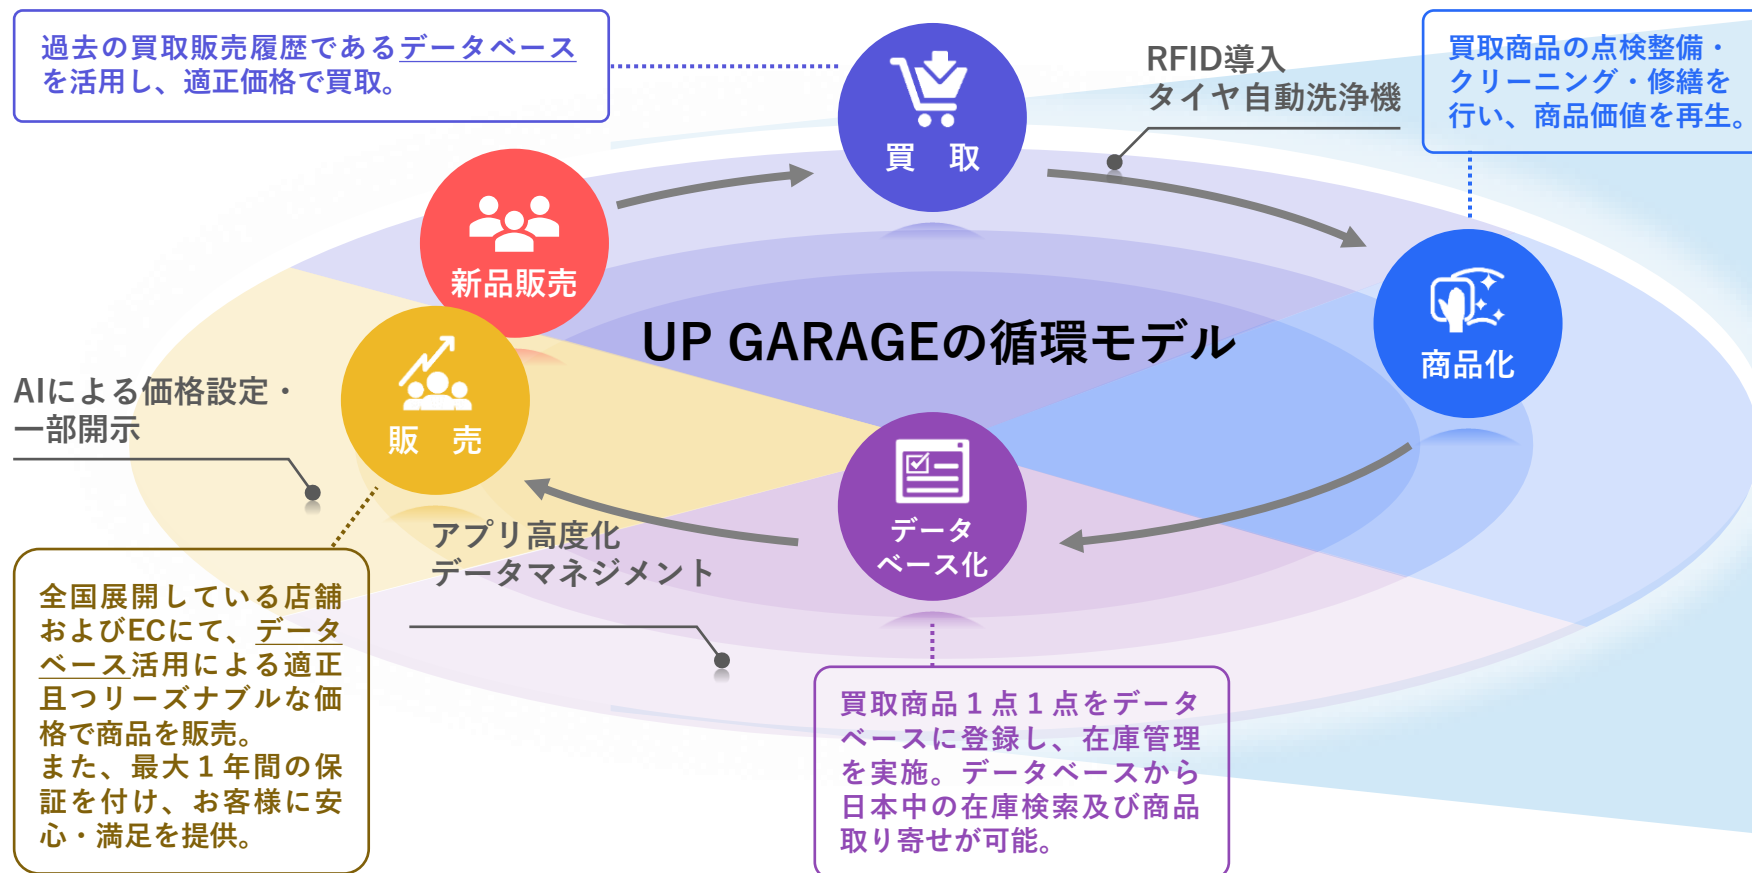 過去の買取販売履歴であるデータベース
を活用し、適正価格で買取。
買　取
RFID導入
タイヤ自動洗浄機
買取商品の点検整備・
クリーニング・修繕を
行い、商品価値を再生。
新品販売
UP GARAGEの循環モデル
商品化
AIによる価格設定・
一部開示
販　売
データ
ベース化
アプリ高度化
データマネジメント
全国展開している店舗
およびECにて、データ
ベース活用による適正
且つリーズナブルな価
格で商品を販売。
また、最大１年間の保
証を付け、お客様に安
心・満足を提供。
買取商品１点１点をデータ
ベースに登録し、在庫管理
を実施。データベースから
日本中の在庫検索及び商品
取り寄せが可能。